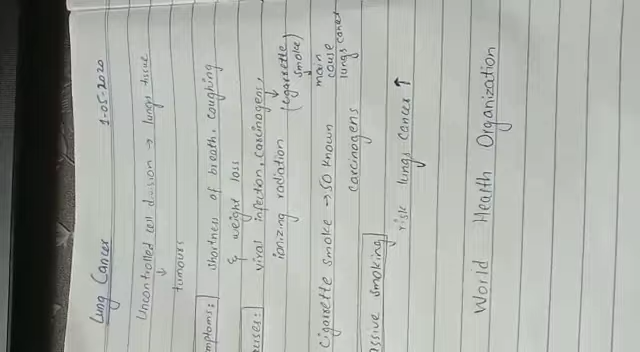 Lung Cancer 1-05-2020
Uncontrolled cell division → lungs tissue
↓
tumours
mptoms: shortness of breath, coughing
& weight loss
uses: viral infection, carcinogens,
ionizing radiation (cigarette smoke)
Cigarette smoke → 50 known main cause lungs cancer
carcinogens
assive smoking
risk lungs cancer ↑
World Health Organization